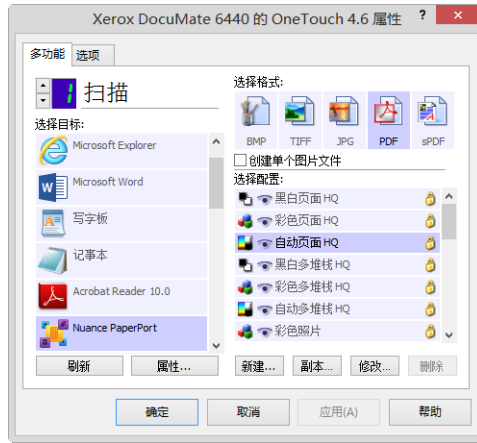 Xerox DocuMate 6440 的 OneTouch 4.6 属性
多功能 选项
1 扫描
选择目标:
Microsoft Explorer
Microsoft Word
写字板
记事本
Acrobat Reader 10.0
Nuance PaperPort
刷新 属性...
选择格式:
BMP TIFF JPG PDF sPDF
创建单个图片文件
选择配置:
黑白页面 HQ
彩色页面 HQ
自动页面 HQ
黑白多堆栈 HQ
彩色多堆栈 HQ
自动多堆栈 HQ
彩色照片
新建... 副本... 修改... 删除
确定 取消 应用(A) 帮助